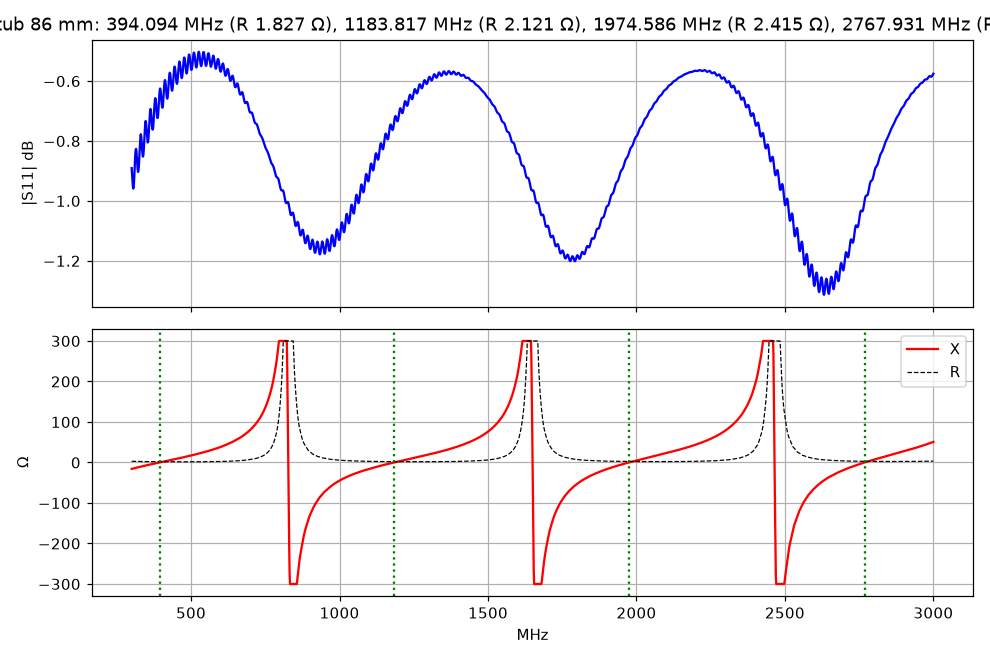 tub 86 mm: 394.094 MHz (R 1.827 Ω), 1183.817 MHz (R 2.121 Ω), 1974.586 MHz (R 2.415 Ω), 2767.931 MHz (R
−0.6
−0.8
−1.0
−1.2
|S11| dB
300
200
100
0
−100
−200
−300
Ω
X
R
500 1000 1500 2000 2500 3000
MHz